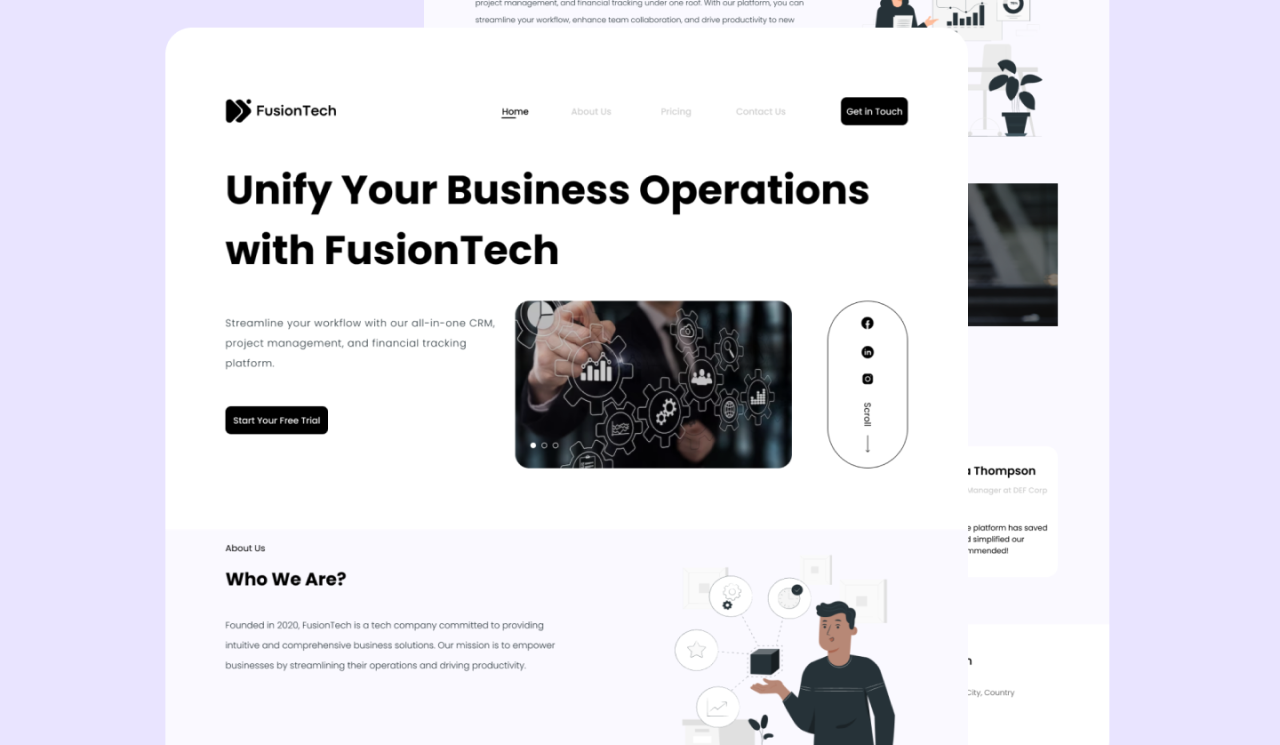 project management, and financial tracking under one roof. With our platform, you can
streamline your workflow, enhance team collaboration, and drive productivity to new
FusionTech
Home
About Us
Pricing
Contact Us
Get in Touch
Unify Your Business Operations
with FusionTech
Streamline your workflow with our all-in-one CRM,
project management, and financial tracking
platform.
Start Your Free Trial
in
Scroll
About Us
Who We Are?
Founded in 2020, FusionTech is a tech company committed to providing
intuitive and comprehensive business solutions. Our mission is to empower
businesses by streamlining their operations and driving productivity.
Thompson
Manager at DEF Corp
platform has saved
simplified our
City, Country